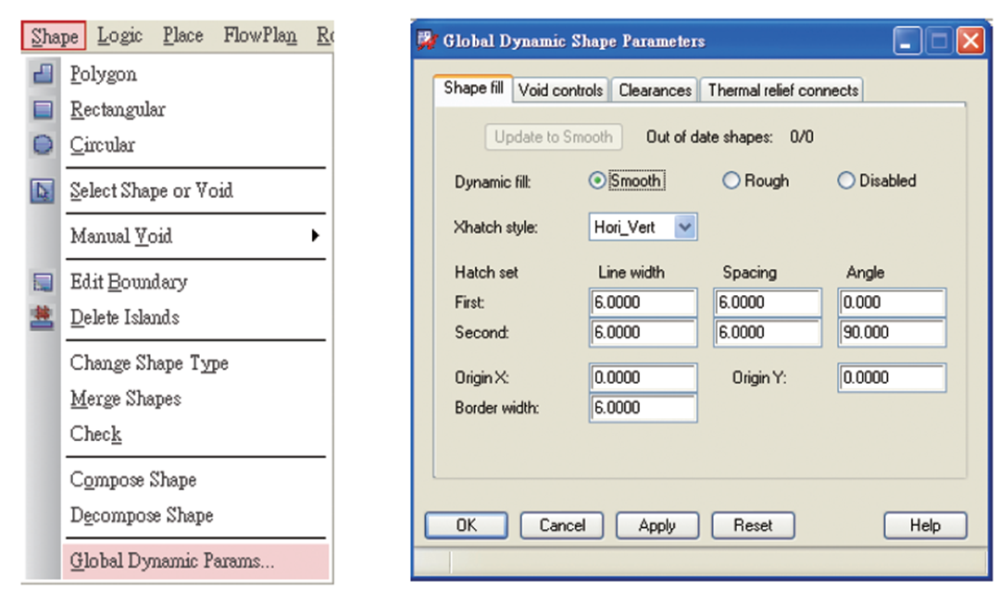 Shape Logic Place FlowPlan
Polygon
Rectangular
Circular
Select Shape or Void
Manual Void
Edit Boundary
Delete Islands
Change Shape Type
Merge Shapes
Check
Compose Shape
Decompose Shape
Global Dynamic Params...
Global Dynamic Shape Parameters
Shape fill Void controls Clearances Thermal relief connects
Update to Smooth Out of date shapes: 0/0
Dynamic fill: Smooth Rough Disabled
Xhatch style: Hori_Vert
Hatch set Line width Spacing Angle
First: 6.0000 6.0000 0.000
Second: 6.0000 6.0000 90.000
Origin X: 0.0000 Origin Y: 0.0000
Border width: 6.0000
OK Cancel Apply Reset Help